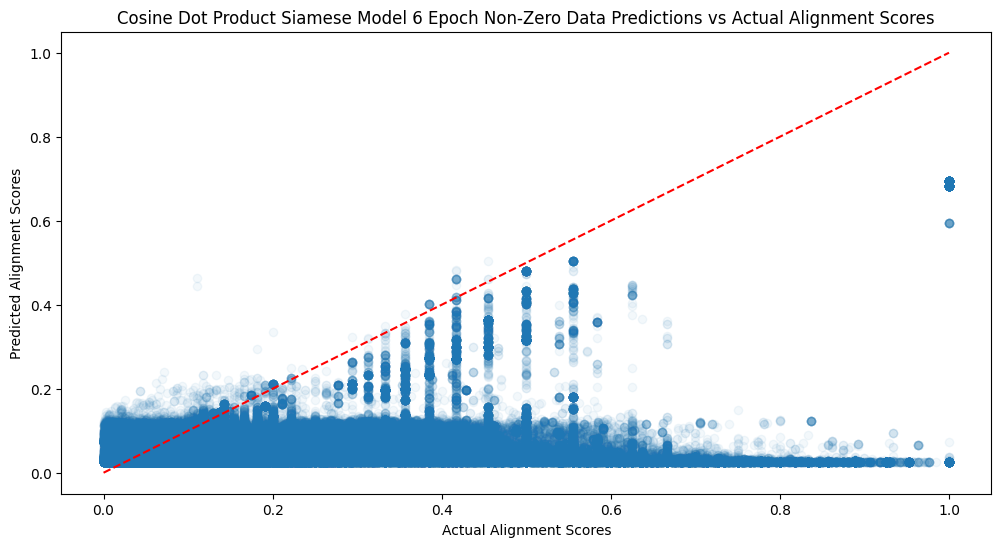 Cosine Dot Product Siamese Model 6 Epoch Non-Zero Data Predictions vs Actual Alignment Scores
Predicted Alignment Scores
1.0
0.8
0.6
0.4
0.2
0.0
0.0 0.2 0.4 0.6 0.8 1.0
Actual Alignment Scores